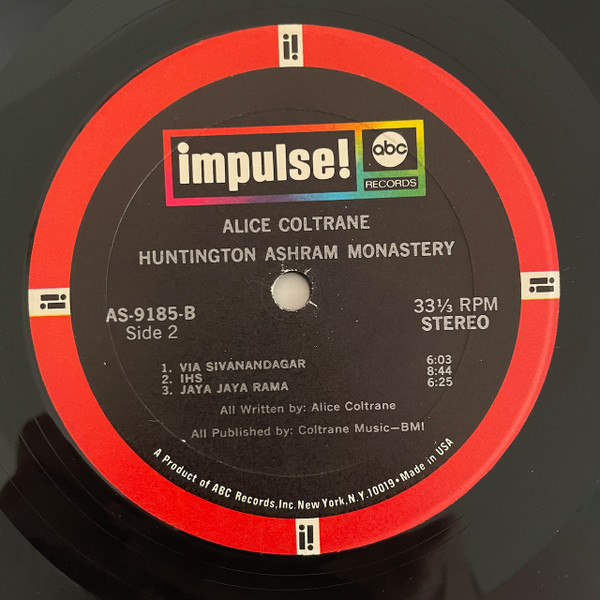 i!
impulse!
abc
RECORDS
ALICE COLTRANE
HUNTINGTON ASHRAM MONASTERY
i!
i!
AS-9185-B
Side 2
33⅓ RPM
STEREO
1. VIA SIVANANDAGAR 6:03
2. IHS 8:44
3. JAYA JAYA RAMA 6:25
All Written by: Alice Coltrane
All Published by: Coltrane Music—BMI
A Product of ABC Records, Inc. New York, N.Y. 10019 • Made in USA
i!